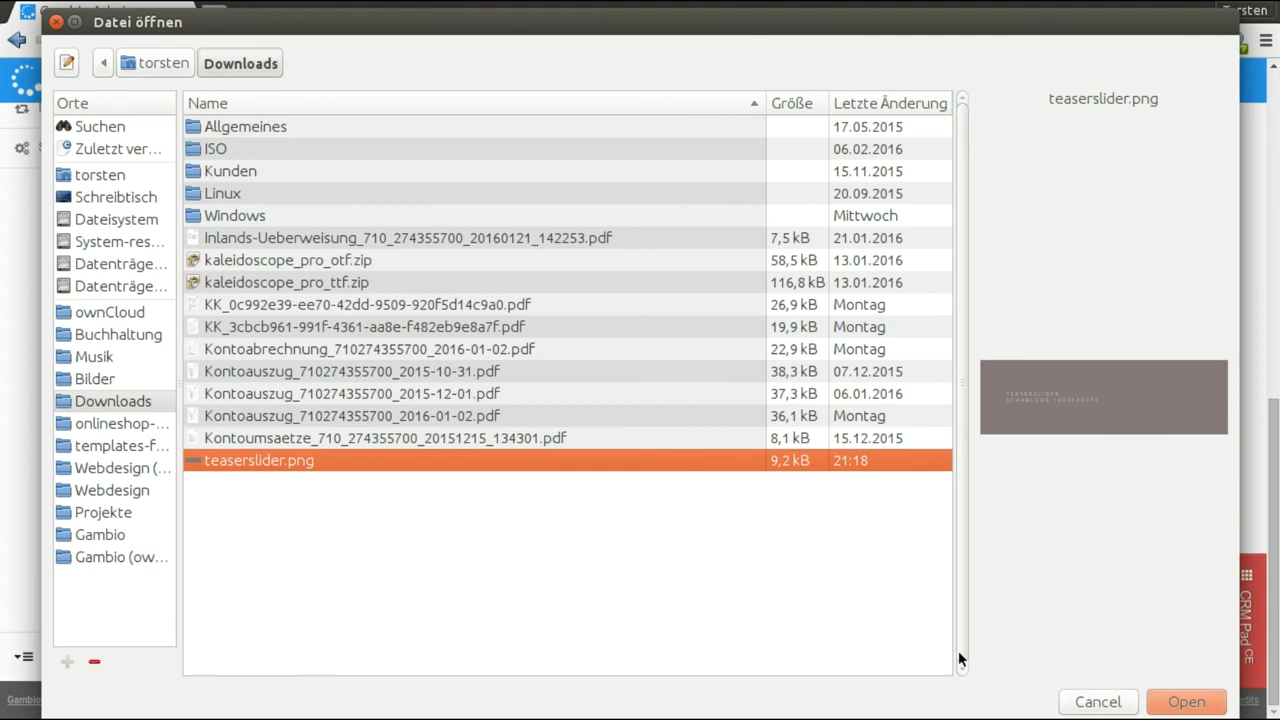 Datei öffnen
Torsten
torsten
Downloads
Orte
Suchen
Zuletzt ver...
torsten
Schreibtisch
Dateisystem
System-res...
Datenträge...
Datenträge...
ownCloud
Buchhaltung
Musik
Bilder
Downloads
onlineshop-...
templates-f...
Webdesign (...
Webdesign
Projekte
Gambio
Gambio (ow...
Name Größe Letzte Änderung
Allgemeines 17.05.2015
ISO 06.02.2016
Kunden 15.11.2015
Linux 20.09.2015
Windows Mittwoch
Inlands-Ueberweisung_710_274355700_20160121_142253.pdf 7,5 kB 21.01.2016
kaleidoscope_pro_otf.zip 58,5 kB 13.01.2016
kaleidoscope_pro_ttf.zip 116,8 kB 13.01.2016
KK_0c992e39-ee70-42dd-9509-920f5d14c9a0.pdf 26,9 kB Montag
KK_3cbcb961-991f-4361-aa8e-f482eb9e8a7f.pdf 19,9 kB Montag
Kontoabrechnung_710274355700_2016-01-02.pdf 22,9 kB Montag
Kontoauszug_710274355700_2015-10-31.pdf 38,3 kB 07.12.2015
Kontoauszug_710274355700_2015-12-01.pdf 37,3 kB 06.01.2016
Kontoauszug_710274355700_2016-01-02.pdf 36,1 kB Montag
Kontoumsaetze_710_274355700_20151215_134301.pdf 8,1 kB 15.12.2015
teaserslider.png 9,2 kB 21:18
teaserslider.png
TEASERSLIDER
CRM Pad CE
Cancel
Open
Gambio